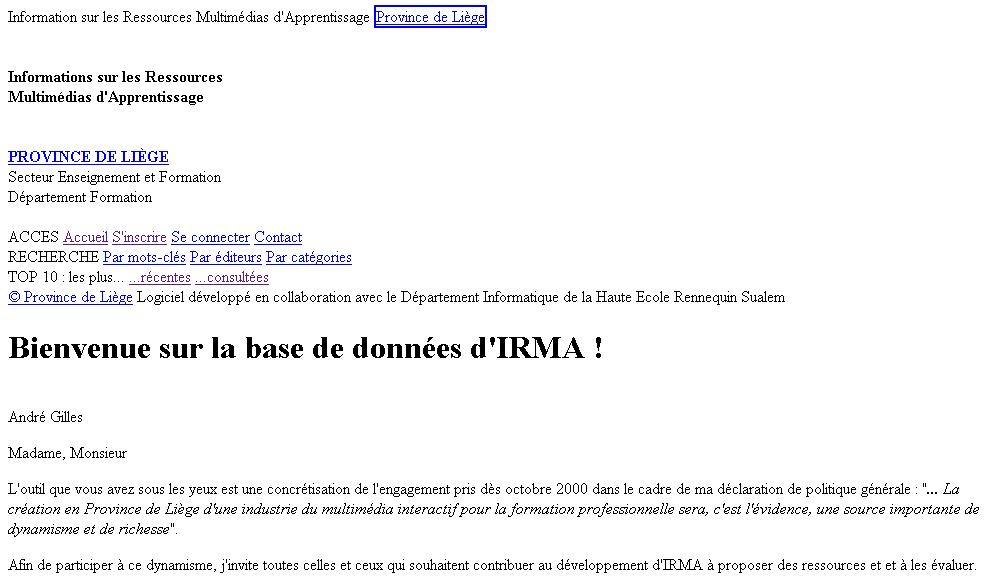 Information sur les Ressources Multimédias d'Apprentissage Province de Liège
Informations sur les Ressources
Multimédias d'Apprentissage
PROVINCE DE LIÈGE
Secteur Enseignement et Formation
Département Formation
ACCES Accueil S'inscrire Se connecter Contact
RECHERCHE Par mots-clés Par éditeurs Par catégories
TOP 10 : les plus... ...récentes ...consultées
© Province de Liège Logiciel développé en collaboration avec le Département Informatique de la Haute Ecole Rennequin Sualem
Bienvenue sur la base de données d'IRMA !
André Gilles
Madame, Monsieur
L'outil que vous avez sous les yeux est une concrétisation de l'engagement pris dès octobre 2000 dans le cadre de ma déclaration de politique générale : "... La
création en Province de Liège d'une industrie du multimédia interactif pour la formation professionnelle sera, c'est l'évidence, une source importante de
dynamisme et de richesse".
Afin de participer à ce dynamisme, j'invite toutes celles et ceux qui souhaitent contribuer au développement d'IRMA à proposer des ressources et et à les évaluer.